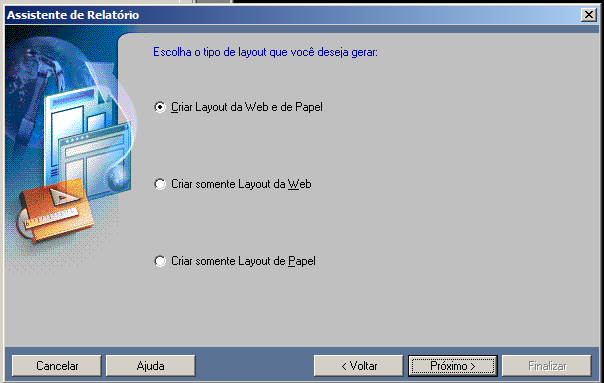 Assistente de Relatório
Escolha o tipo de layout que você deseja gerar:
Criar Layout da Web e de Papel
Criar somente Layout da Web
Criar somente Layout de Papel
Cancelar
Ajuda
< Voltar
Próximo >
Finalizar